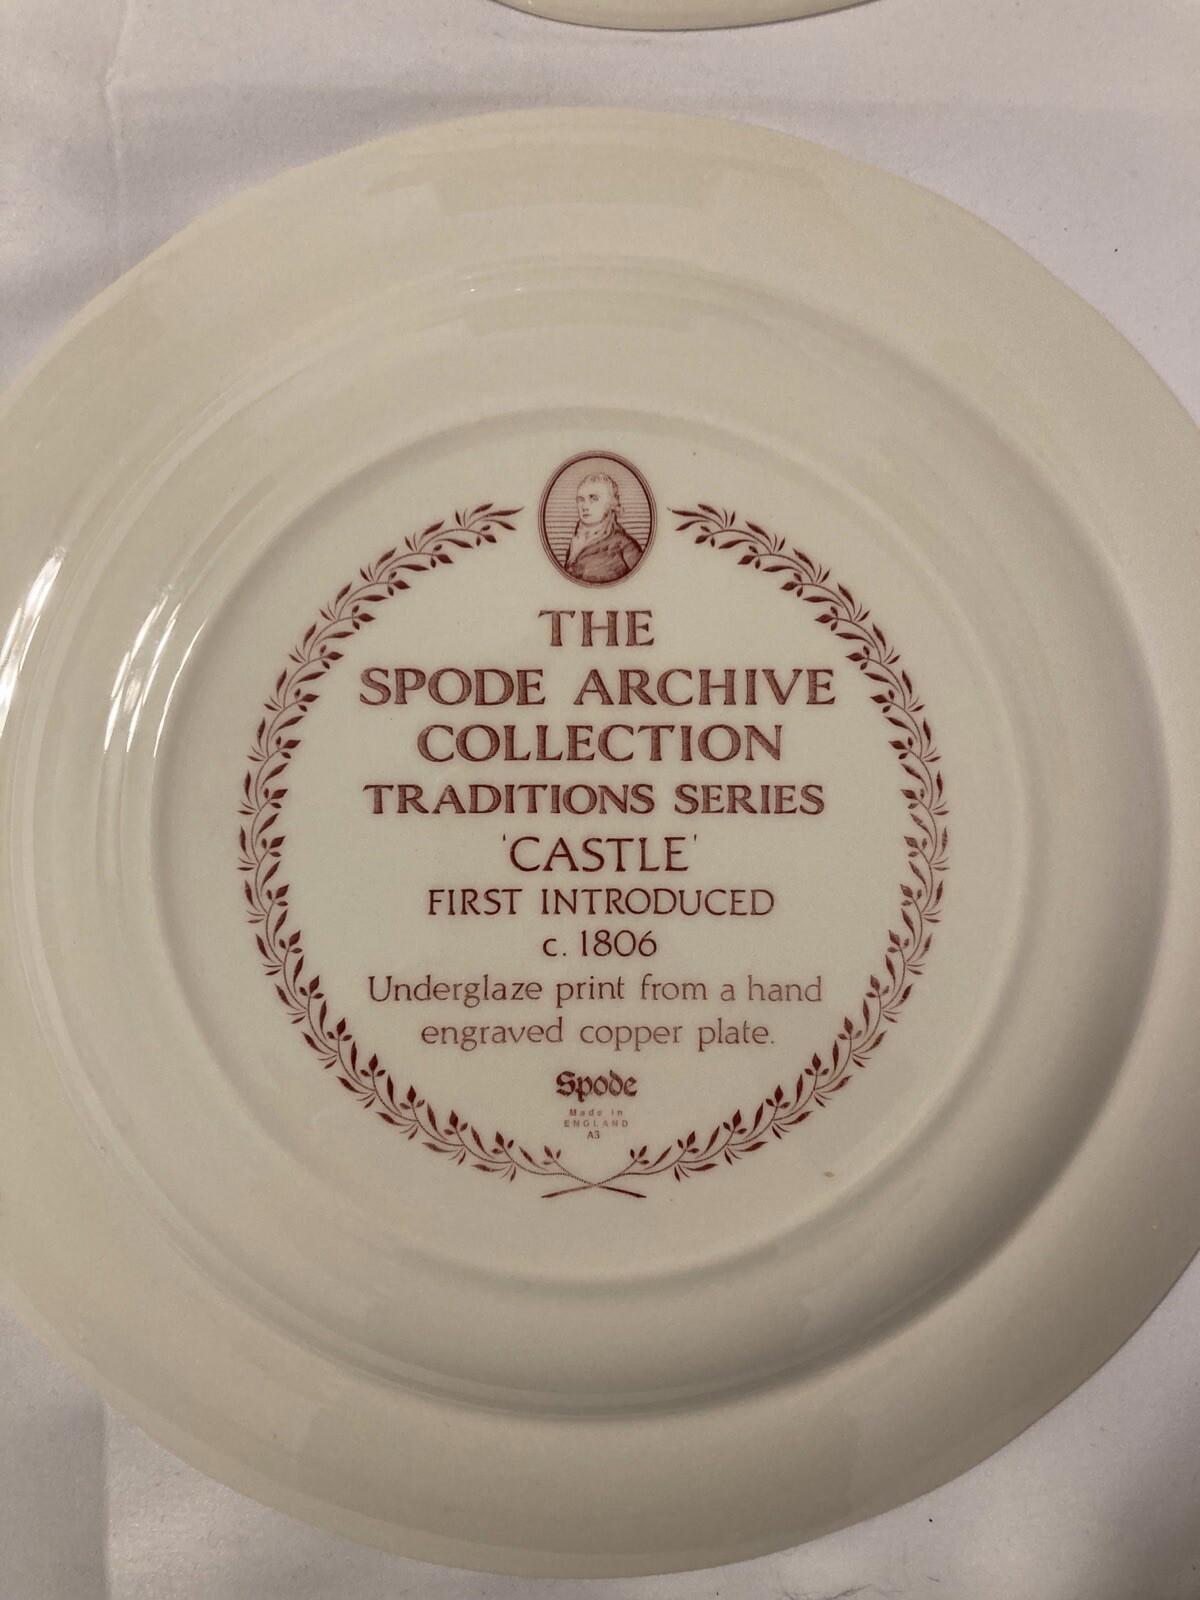 THE
SPODE ARCHIVE
COLLECTION
TRADITIONS SERIES
'CASTLE'
FIRST INTRODUCED
c. 1806
Underglaze print from a hand
engraved copper plate.
Spode
Made in
ENGLAND
A3